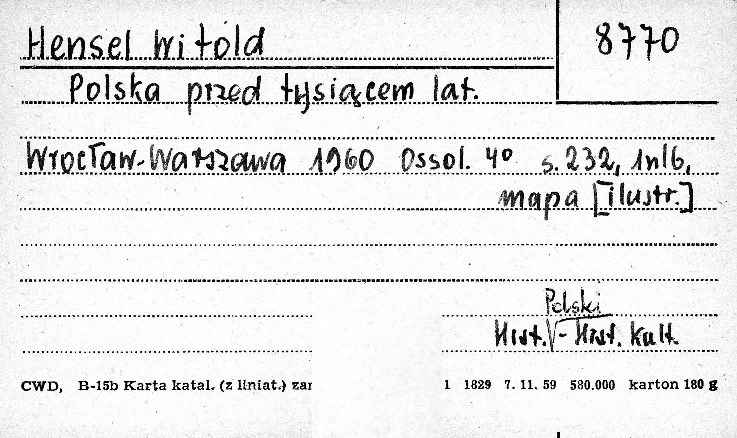 Hensel Witold 8770
Polska przed tysiącem lat.
Wrocław-Warszawa 1960 Ossol. 4° s. 232, 1nlb,
mapa [ilustr.]
Polski
Hist. - Hist. Kult.
CWD, B-15b Karta katal. (z liniat.) zam 1 1829 7. 11. 59 580.000 karton 180 g